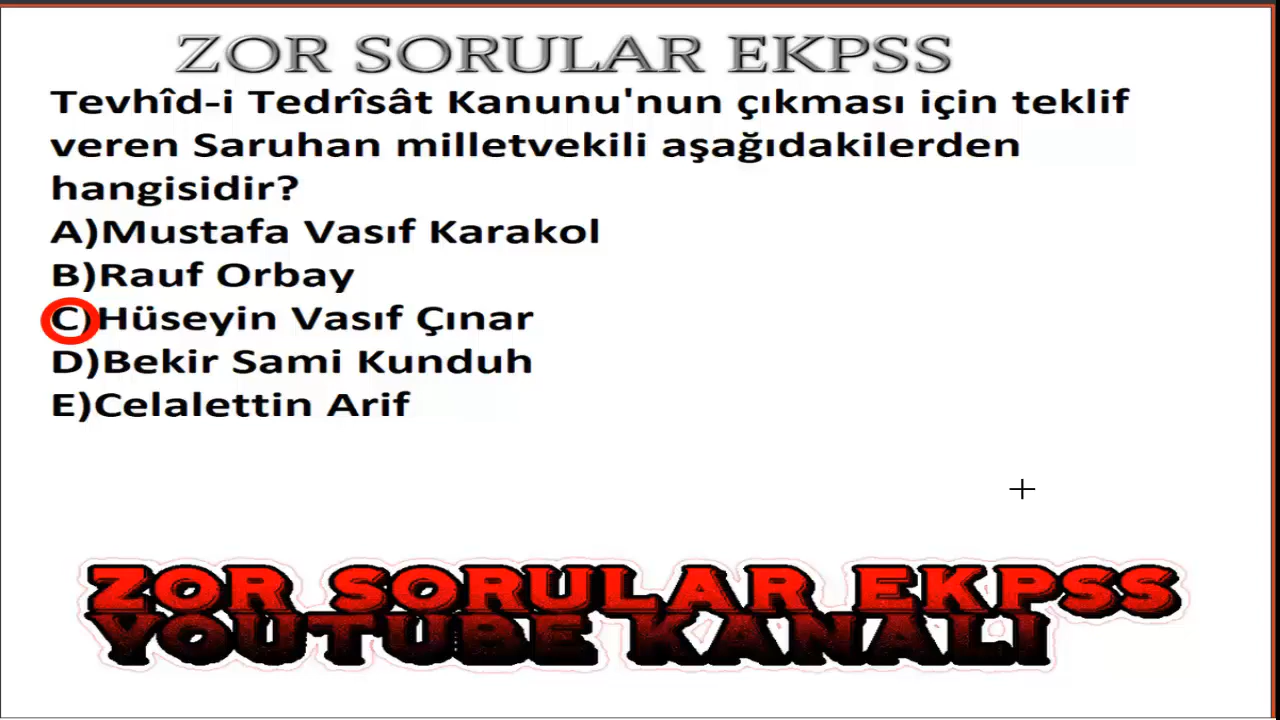 ZOR SORULAR EKPSS
Tevhîd-i Tedrîsât Kanunu'nun çıkması için teklif
veren Saruhan milletvekili aşağıdakilerden
hangisidir?
A)Mustafa Vasıf Karakol
B)Rauf Orbay
C)Hüseyin Vasıf Çınar
D)Bekir Sami Kunduh
E)Celalettin Arif
ZOR SORULAR EKPSS
YOUTUBE KANALI